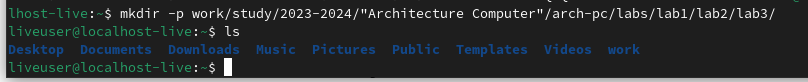 lhost-live:~$ mkdir -p work/study/2023-2024/"Architecture Computer"/arch-pc/labs/lab1/lab2/lab3/
liveuser@localhost-live:~$ ls
Desktop Documents Downloads Music Pictures Public Templates Videos work
liveuser@localhost-live:~$